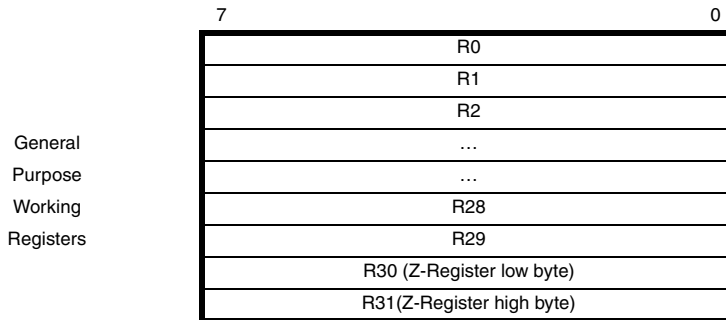 7 0
R0
R1
R2
General …
Purpose …
Working R28
Registers R29
R30 (Z-Register low byte)
R31(Z-Register high byte)